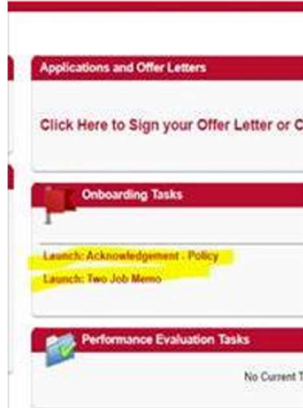 Applications and Offer Letters
Click Here to Sign your Offer Letter or
Onboarding Tasks
Launch: Acknowledgement - Policy
Launch: Two Job Memo
Performance Evaluation Tasks
No Current